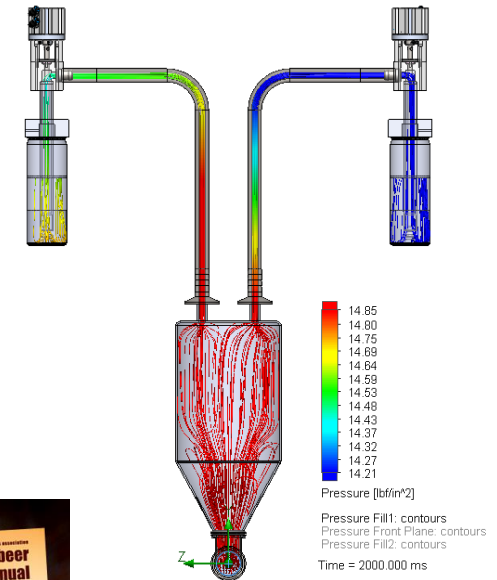 14.85
14.80
14.75
14.69
14.64
14.59
14.53
14.48
14.43
14.37
14.32
14.27
14.21
Pressure [lbf/in^2]
Pressure Fill1: contours
Pressure Front Plane: contours
Pressure Fill2: contours
Time = 2000.000 ms
Z
association
beer